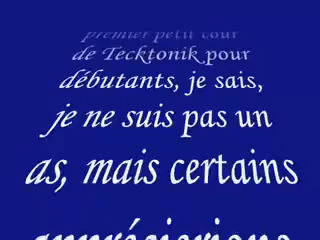 premier petit cour
de Tecktonik pour
débutants, je sais,
je ne suis pas un
as, mais certains